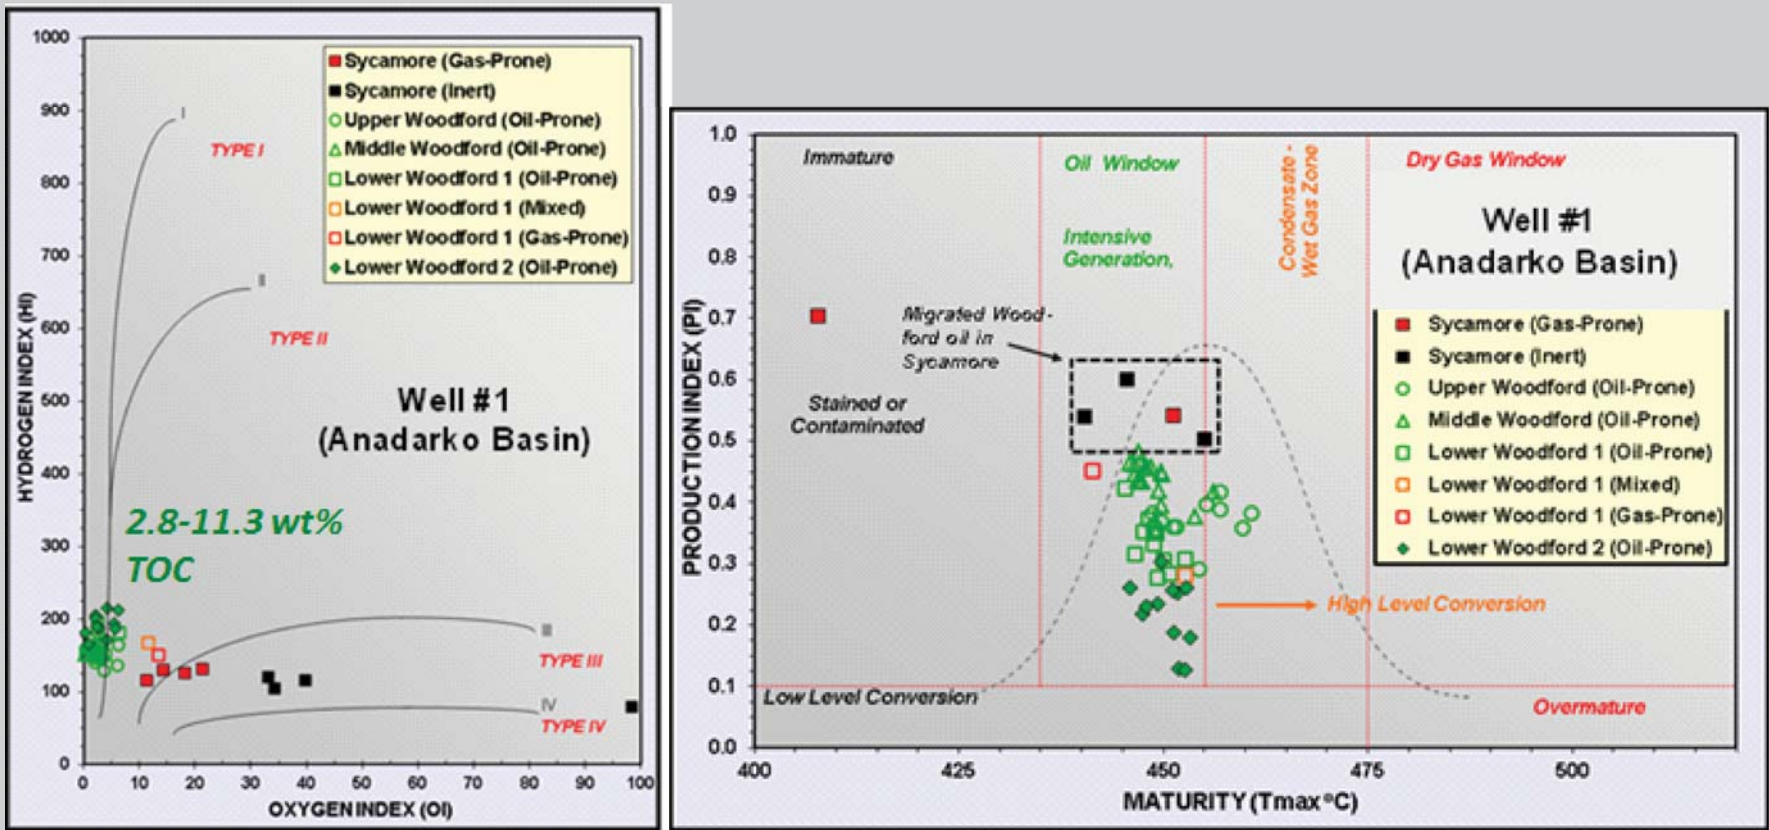 1000
900
800
700
600
500
400
300
200
100
0
HYDROGEN INDEX (HI)
0 10 20 30 40 50 60 70 80 90 100
OXYGEN INDEX (OI)
Sycamore (Gas-Prone)
Sycamore (Inert)
Upper Woodford (Oil-Prone)
Middle Woodford (Oil-Prone)
Lower Woodford 1 (Oil-Prone)
Lower Woodford 1 (Mixed)
Lower Woodford 1 (Gas-Prone)
Lower Woodford 2 (Oil-Prone)
I
TYPE I
II
TYPE II
Well #1
(Anadarko Basin)
2.8-11.3 wt%
TOC
III
TYPE III
IV
TYPE IV
1.0
0.9
0.8
0.7
0.6
0.5
0.4
0.3
0.2
0.1
0.0
PRODUCTION INDEX (PI)
400 425 450 475 500
MATURITY (Tmax °C)
Immature
Oil Window
Intensive
Generation,
Condensate -
Wet Gas Zone
Dry Gas Window
Well #1
(Anadarko Basin)
Migrated Wood-
ford oil in
Sycamore
Stained or
Contaminated
Sycamore (Gas-Prone)
Sycamore (Inert)
Upper Woodford (Oil-Prone)
Middle Woodford (Oil-Prone)
Lower Woodford 1 (Oil-Prone)
Lower Woodford 1 (Mixed)
Lower Woodford 1 (Gas-Prone)
Lower Woodford 2 (Oil-Prone)
High Level Conversion
Low Level Conversion
Overmature